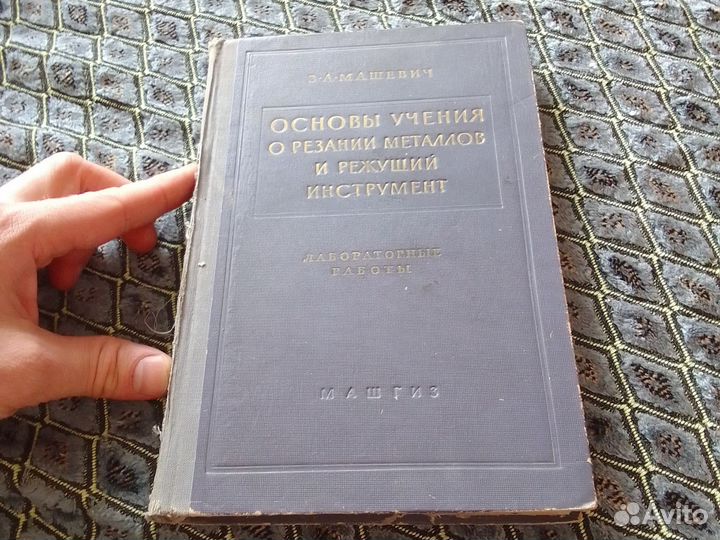 З·А·МАШЕВИЧ
ОСНОВЫ УЧЕНИЯ
О РЕЗАНИИ МЕТАЛЛОВ
И РЕЖУЩИЙ
ИНСТРУМЕНТ
ЛАБОРАТОРНЫЕ
РАБОТЫ
МАШГИЗ
Avito